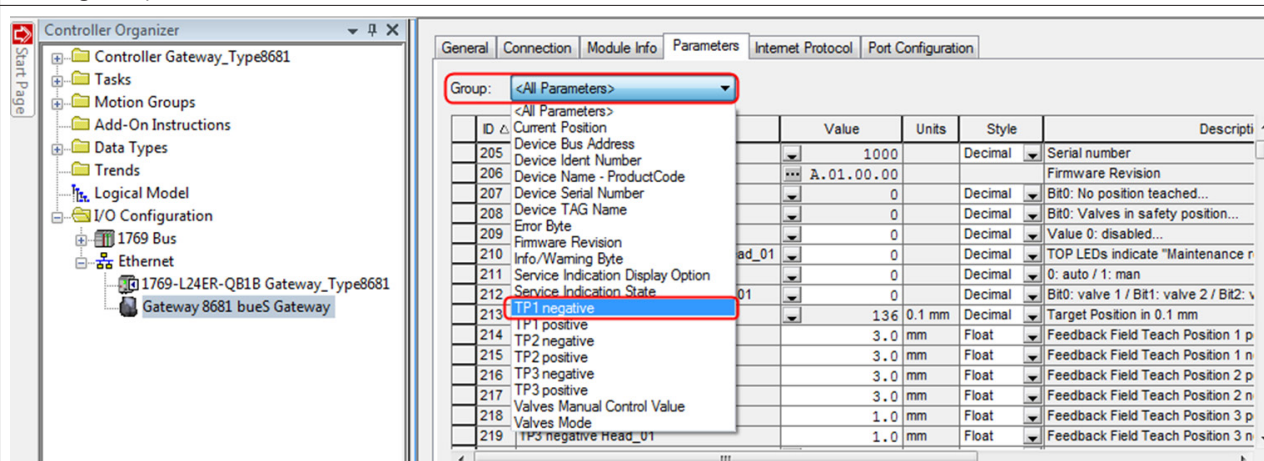 Controller Organizer
Start Page
Controller Gateway_Type8681
Tasks
Motion Groups
Add-On Instructions
Data Types
Trends
Logical Model
I/O Configuration
1769 Bus
Ethernet
1769-L24ER-QB1B Gateway_Type8681
Gateway 8681 bueS Gateway
General Connection Module Info Parameters Internet Protocol Port Configuration
Group: <All Parameters>
<All Parameters>
Current Position
Device Bus Address
Device Ident Number
Device Name - ProductCode
Device Serial Number
Device TAG Name
Error Byte
Firmware Revision
Info/Warning Byte
Service Indication Display Option
Service Indication State
TP1 negative
TP1 positive
TP2 negative
TP2 positive
TP3 negative
TP3 positive
Valves Manual Control Value
Valves Mode
ID Value Units Style Descripti
205 1000 Decimal Serial number
206 A.01.00.00 Firmware Revision
207 0 Decimal Bit0: No position teached...
208 0 Decimal Bit0: Valves in safety position...
209 0 Decimal Value 0: disabled...
210 ad_01 0 Decimal TOP LEDs indicate "Maintenance r
211 0 Decimal 0: auto / 1: man
212 01 0 Decimal Bit0: valve 1 / Bit1: valve 2 / Bit2: v
213 136 0.1 mm Decimal Target Position in 0.1 mm
214 3.0 mm Float Feedback Field Teach Position 1 p
215 3.0 mm Float Feedback Field Teach Position 1 n
216 3.0 mm Float Feedback Field Teach Position 2 p
217 3.0 mm Float Feedback Field Teach Position 2 n
218 1.0 mm Float Feedback Field Teach Position 3 p
219 TP3 negative Head_01 1.0 mm Float Feedback Field Teach Position 3 n